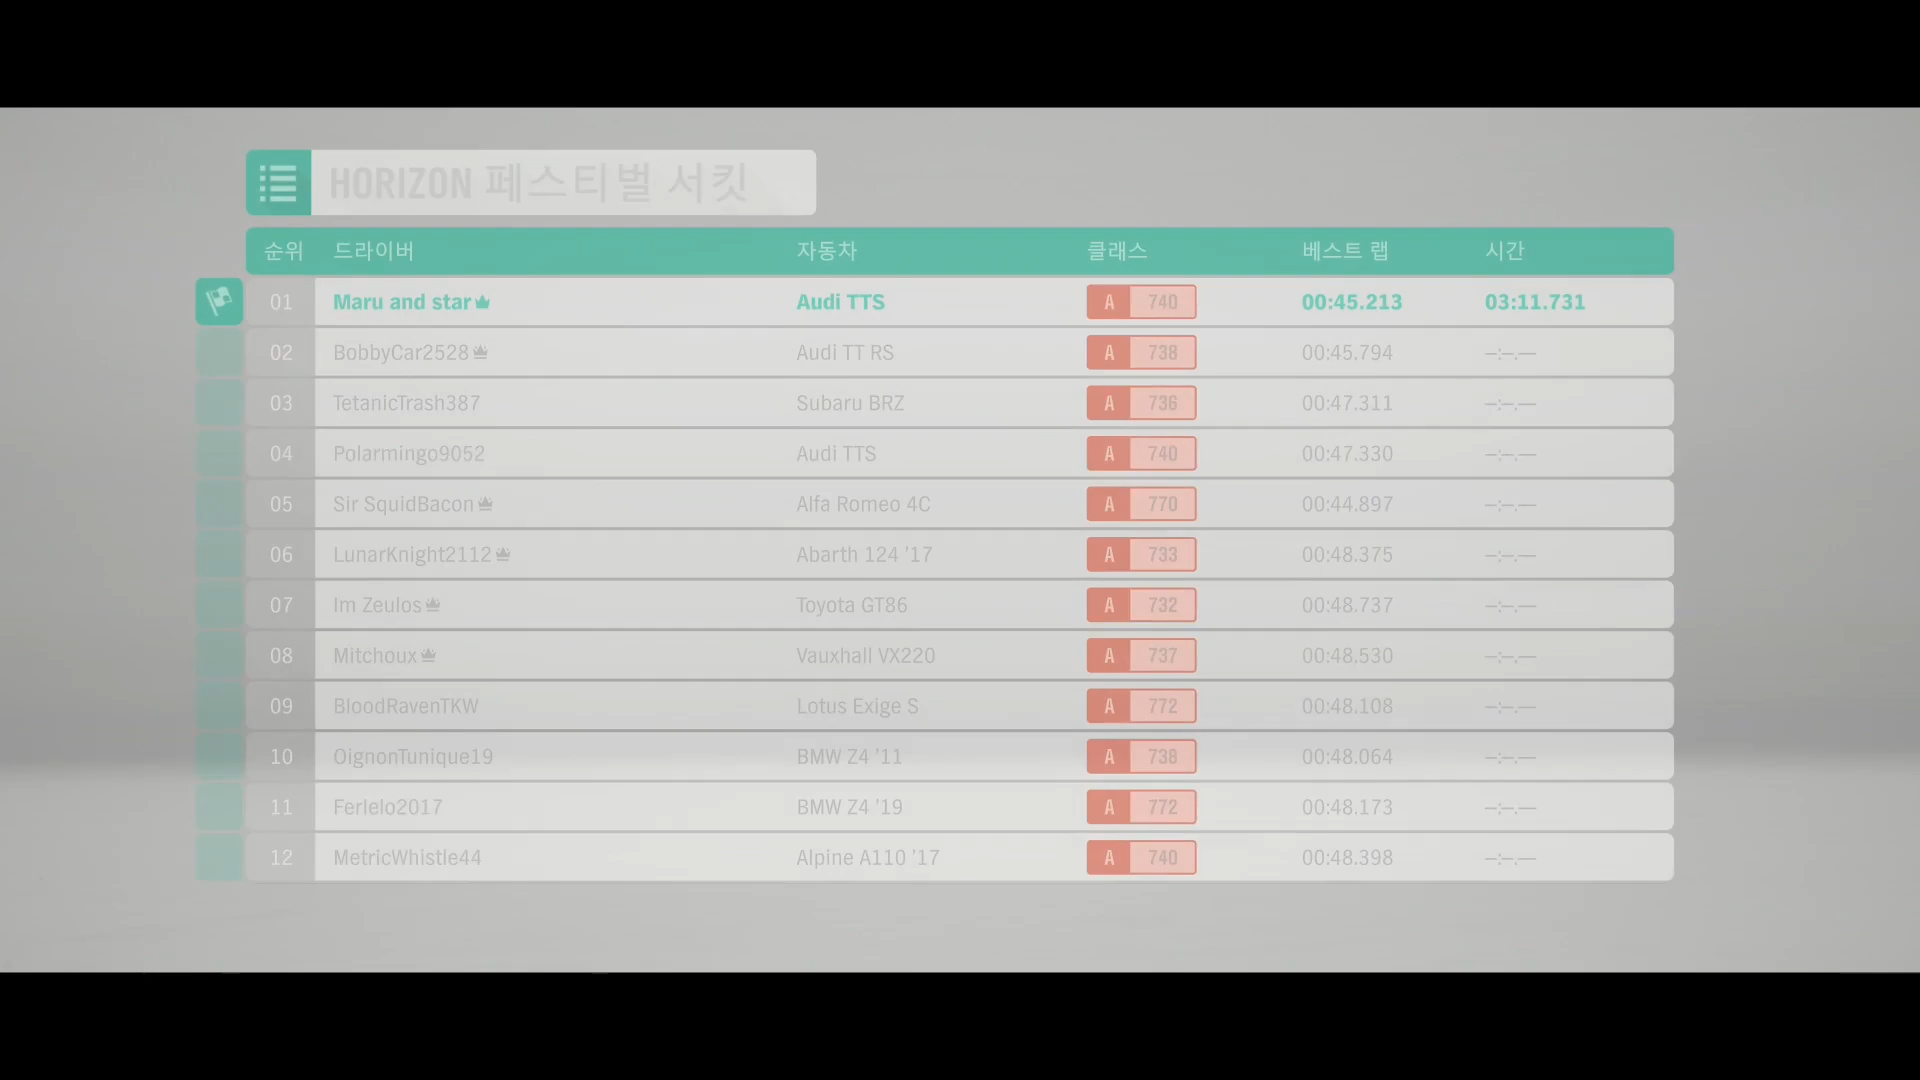 HORIZON 페스티벌 서킷
순위 드라이버 자동차 클래스 베스트 랩 시간
01 Maru and star Audi TTS A 740 00:45.213 03:11.731
02 BobbyCar2528 Audi TT RS A 738 00:45.794 --:--.---
03 TetanicTrash387 Subaru BRZ A 736 00:47.311 --:--.---
04 Polarmingo9052 Audi TTS A 740 00:47.330 --:--.---
05 Sir SquidBacon Alfa Romeo 4C A 770 00:44.897 --:--.---
06 LunarKnight2112 Abarth 124 '17 A 733 00:48.375 --:--.---
07 Im Zeulos Toyota GT86 A 732 00:48.737 --:--.---
08 Mitchoux Vauxhall VX220 A 737 00:48.530 --:--.---
09 BloodRavenTKW Lotus Exige S A 772 00:48.108 --:--.---
10 OignonTunique19 BMW Z4 '11 A 738 00:48.064 --:--.---
11 Ferlelo2017 BMW Z4 '19 A 772 00:48.173 --:--.---
12 MetricWhistle44 Alpine A110 '17 A 740 00:48.398 --:--.---